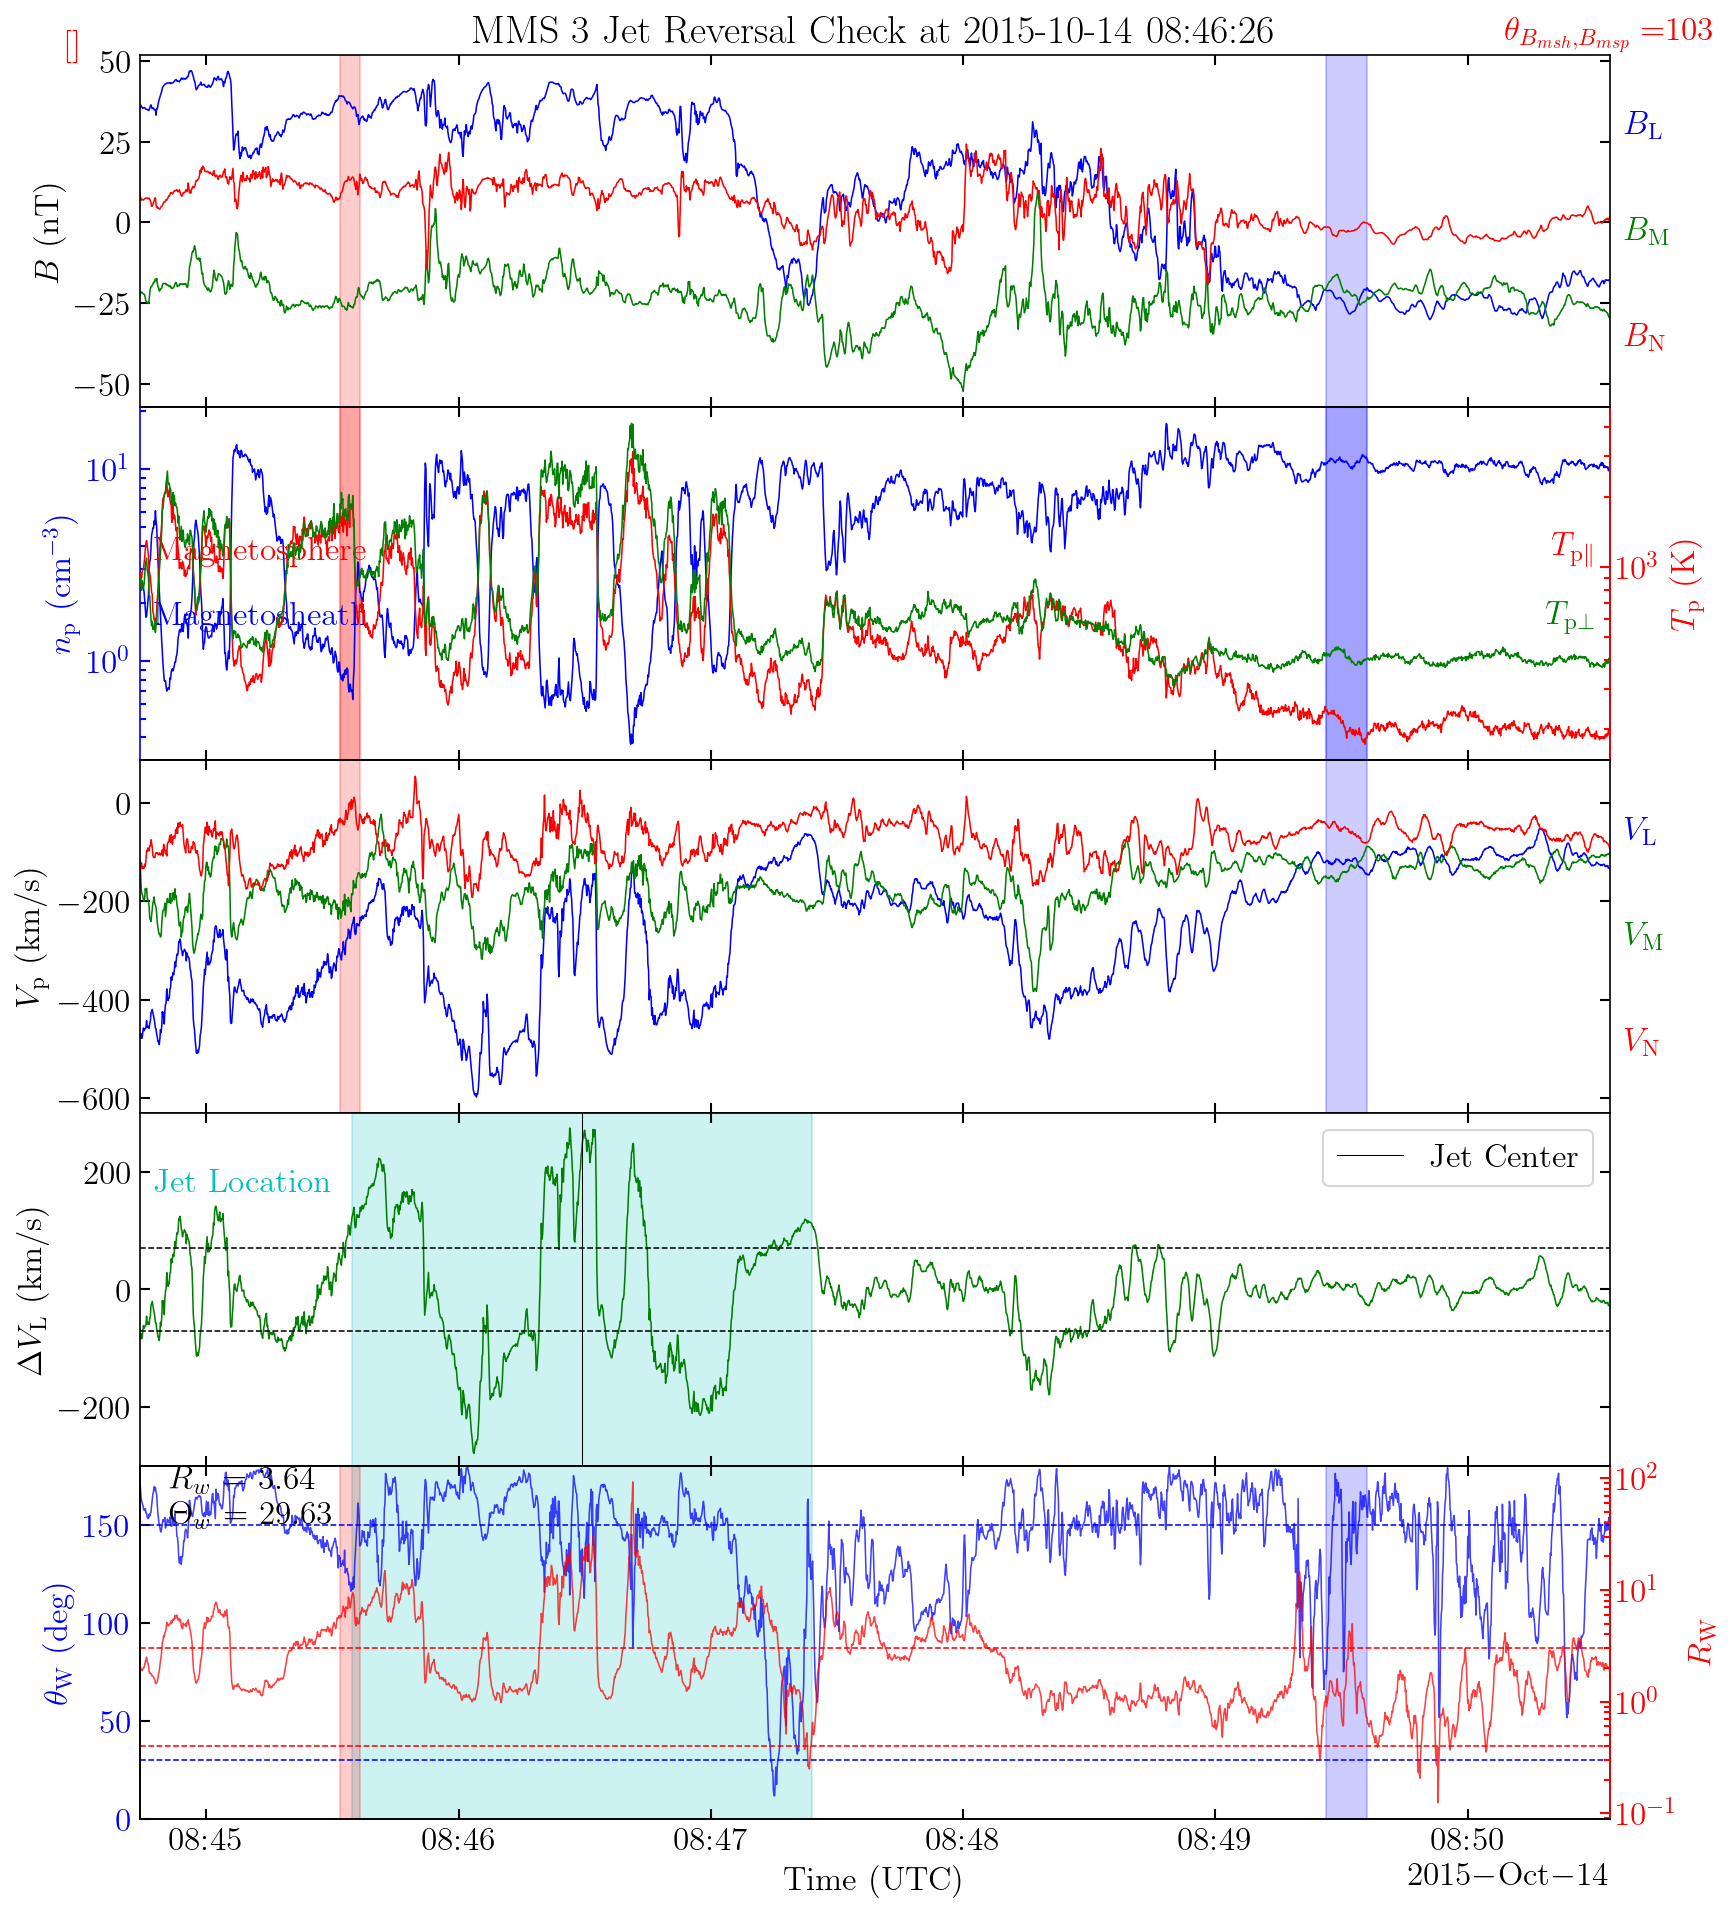 MMS 3 Jet Reversal Check at 2015-10-14 08:46:26
θ_{B_{msh},B_{msp}} =103
50
25
0
−25
−50
B (nT)
B_L
B_M
B_N
10^1
10^0
n_p (cm^{−3})
Magnetosphere
Magnetosheath
T_{p∥}
T_{p⊥}
10^3
T_p (K)
0
−200
−400
−600
V_p (km/s)
V_L
V_M
V_N
200
0
−200
ΔV_L (km/s)
Jet Location
Jet Center
R_w = 3.64
Θ_w = 29.63
150
100
50
0
θ_W (deg)
10^2
10^1
10^0
10^{−1}
R_W
08:45 08:46 08:47 08:48 08:49 08:50
Time (UTC)
2015−Oct−14